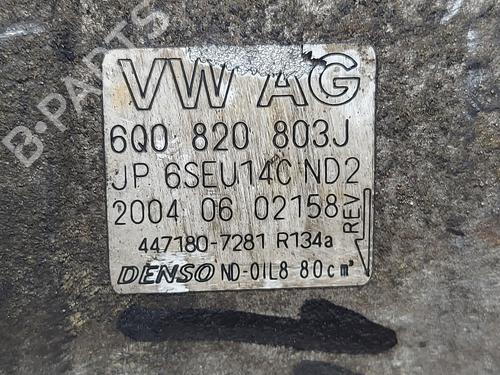 B-PARTS
VW AG
6Q0 820 803J
JP 6SEU14C ND2
2004 06 02158
REV
447180-7281 R134a
DENSO ND-OIL8 80cm³